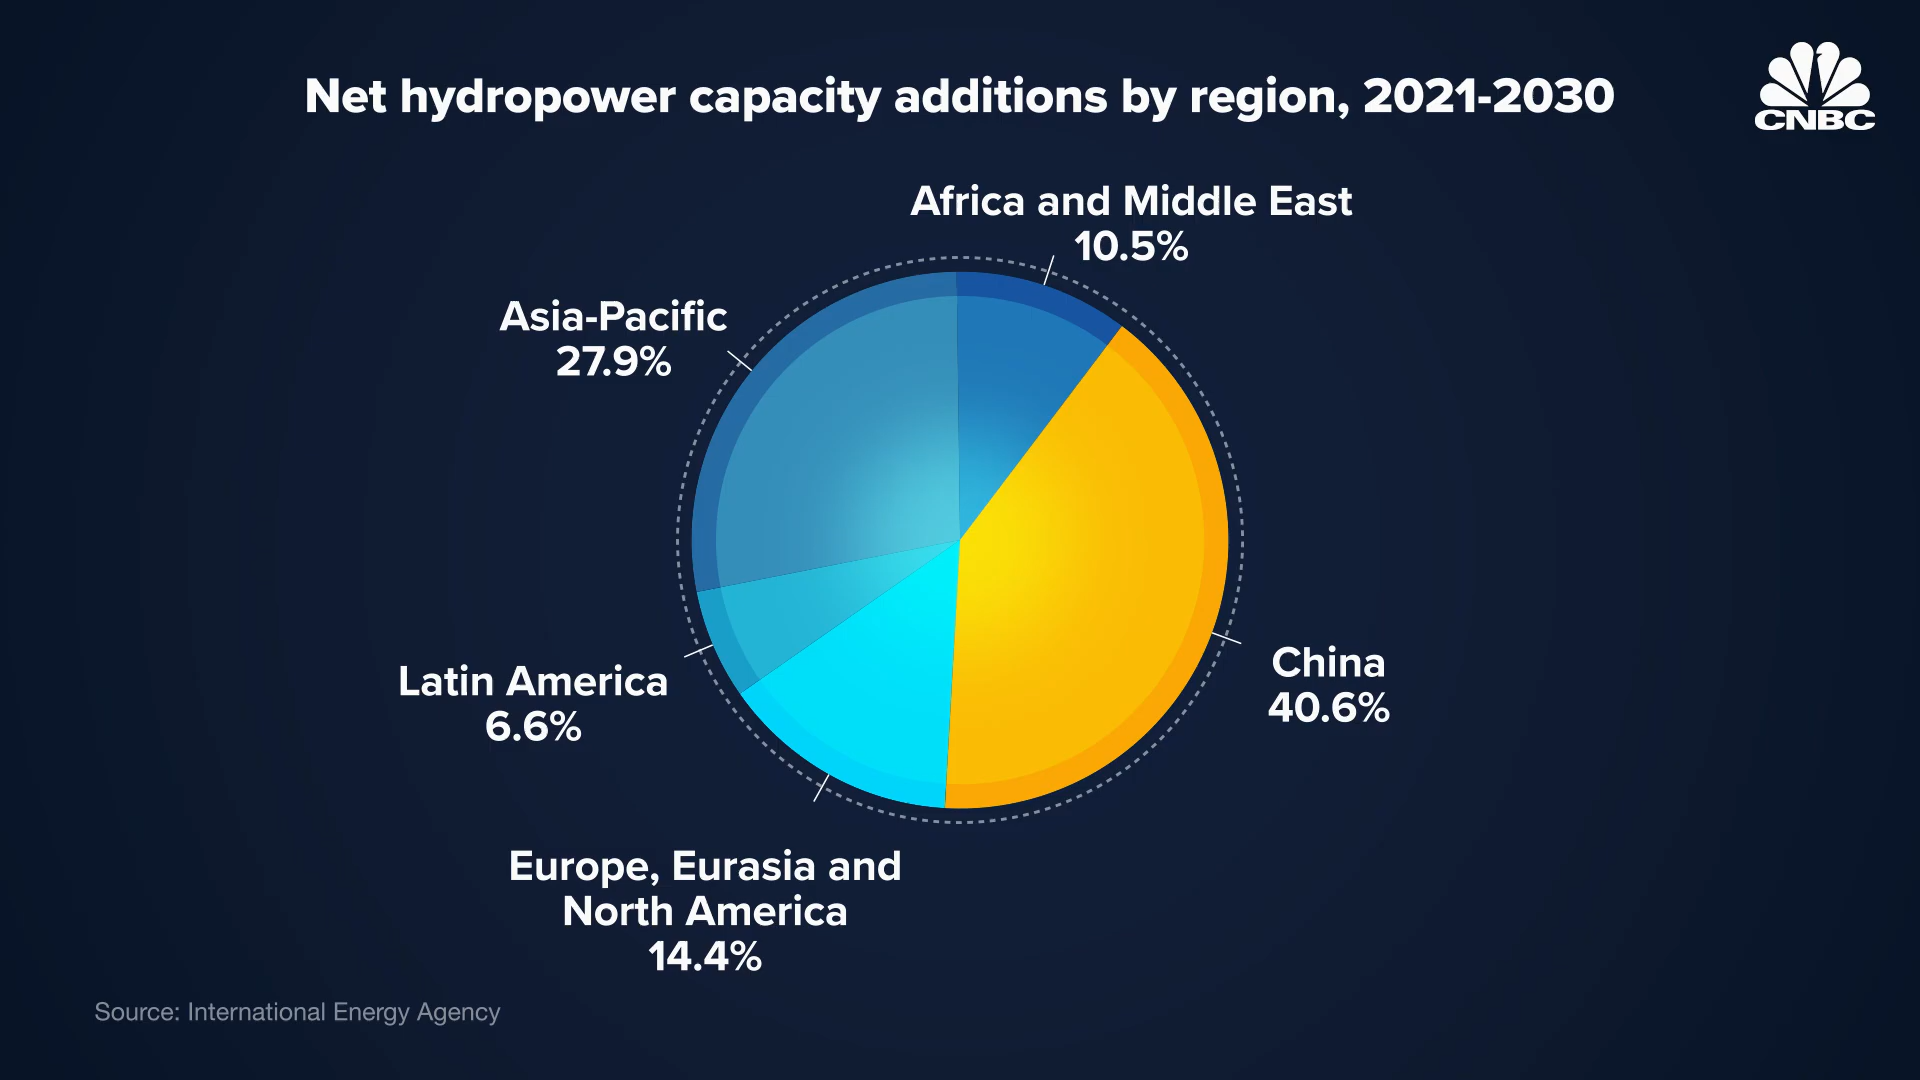 Net hydropower capacity additions by region, 2021-2030
CNBC
Africa and Middle East
10.5%
Asia-Pacific
27.9%
China
40.6%
Latin America
6.6%
Europe, Eurasia and
North America
14.4%
Source: International Energy Agency